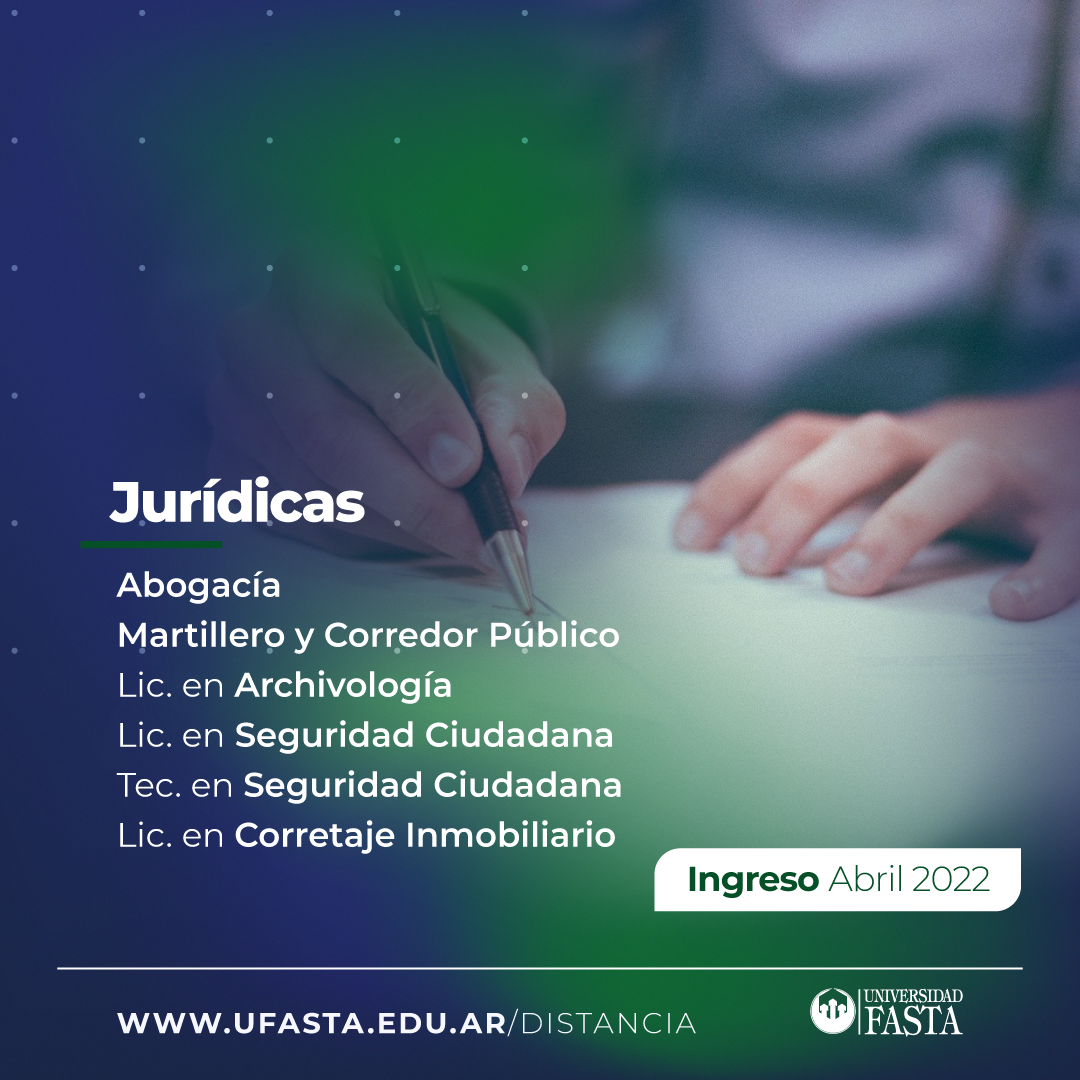 Jurídicas
Abogacía
Martillero y Corredor Público
Lic. en Archivología
Lic. en Seguridad Ciudadana
Tec. en Seguridad Ciudadana
Lic. en Corretaje Inmobiliario
Ingreso Abril 2022
WWW.UFASTA.EDU.AR/DISTANCIA
UNIVERSIDAD
FASTA